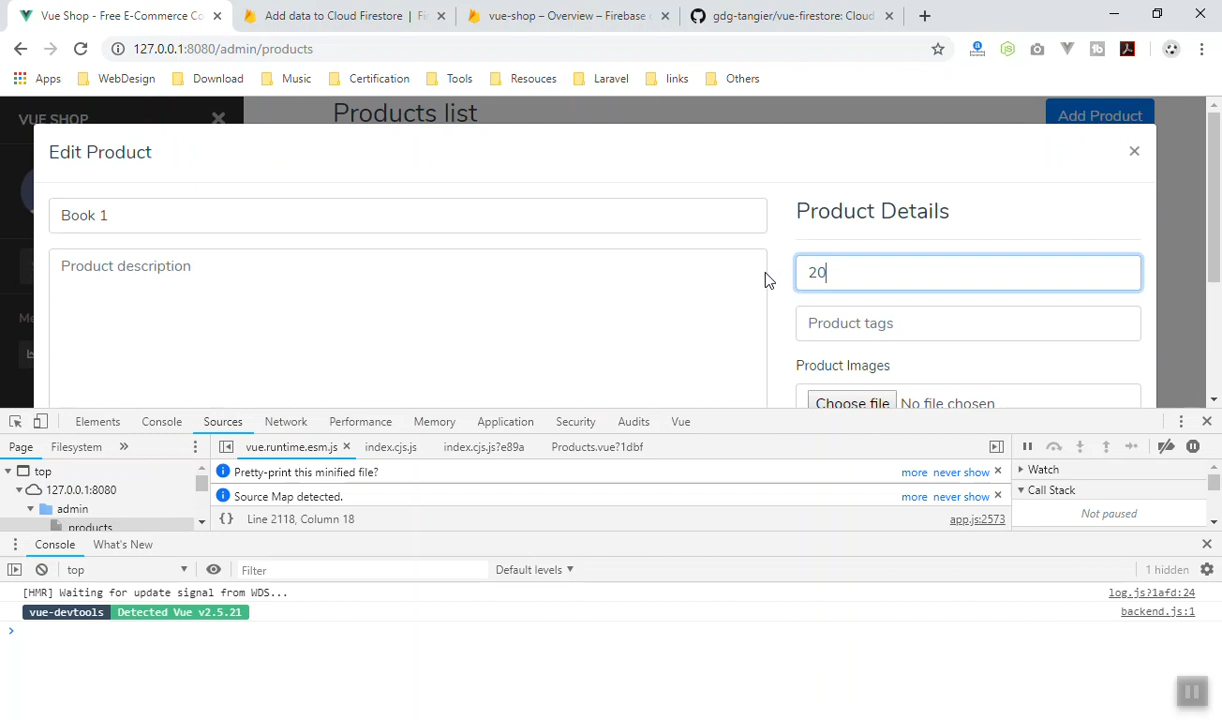 Vue Shop - Free E-Commerce Co
Add data to Cloud Firestore | Fi
vue-shop – Overview – Firebase c
gdg-tangier/vue-firestore: Cloud
127.0.0.1:8080/admin/products
Apps WebDesign Download Music Certification Tools Resouces Laravel links Others
VUE SHOP
Products list
Add Product
Edit Product
Book 1
Product description
Product Details
20
Product tags
Product Images
Choose file No file chosen
Elements Console Sources Network Performance Memory Application Security Audits Vue
Page Filesystem
vue.runtime.esm.js index.cjs.js index.cjs.js?e89a Products.vue?1dbf
top
127.0.0.1:8080
admin
products
Pretty-print this minified file? more never show
Source Map detected. more never show
{} Line 2118, Column 18 app.js:2573
Watch
Call Stack
Not paused
Console What's New
top Filter Default levels 1 hidden
[HMR] Waiting for update signal from WDS... log.js?1afd:24
vue-devtools Detected Vue v2.5.21 backend.js:1